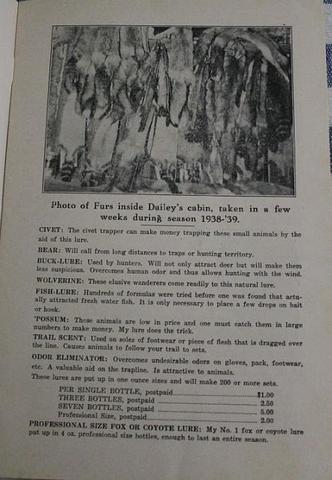 Photo of Furs inside Dailey's cabin, taken in a few
weeks during season 1938-'39.
CIVET: The civet trapper can make money trapping these small animals by the
aid of this lure.
BEAR: Will call from long distances to traps or hunting territory.
BUCK-LURE: Used by hunters. Will not only attract deer but will make them
less suspicious. Overcomes human odor and thus allows hunting with the wind.
WOLVERINE: These elusive wanderers come readily to this natural lure.
FISH-LURE: Hundreds of formulas were tried before one was found that actu-
ally attracted fresh water fish. It is only necessary to place a few drops on bait
or hook.
'POSSUM: These animals are low in price and one must catch them in large
numbers to make money. My lure does the trick.
TRAIL SCENT: Used on soles of footwear or piece of flesh that is dragged over
the line. Causes animals to follow your trail to sets.
ODOR ELIMINATOR: Overcomes undesirable odors on gloves, pack, footwear,
etc. A valuable aid on the trapline. Is attractive to animals.
These lures are put up in one ounce sizes and will make 200 or more sets.
PER SINGLE BOTTLE, postpaid $1.00
THREE BOTTLES, postpaid 2.50
SEVEN BOTTLES, postpaid 5.00
Professional Size, postpaid 2.00
PROFESSIONAL SIZE FOX OR COYOTE LURE: My No. 1 fox or coyote lure
put up in 4 oz. professional size bottles, enough to last an entire season.